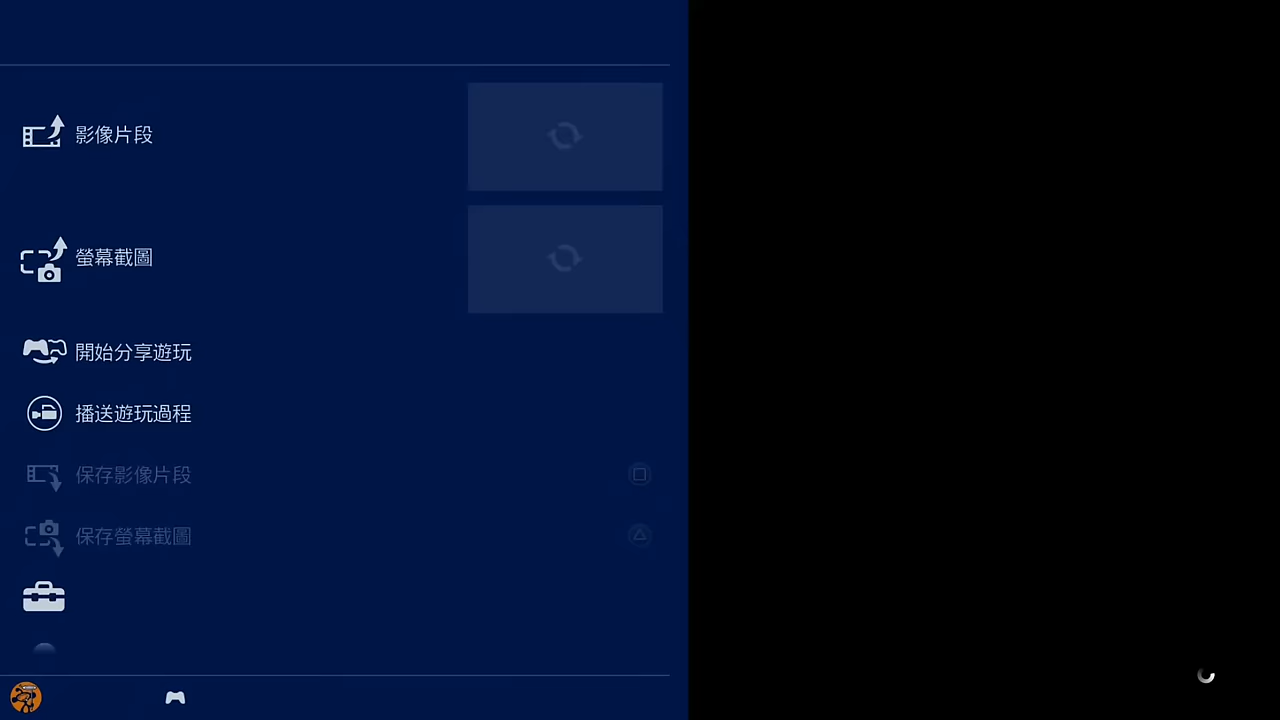 影像片段
螢幕截圖
開始分享遊玩
播送遊玩過程
保存影像片段
保存螢幕截圖